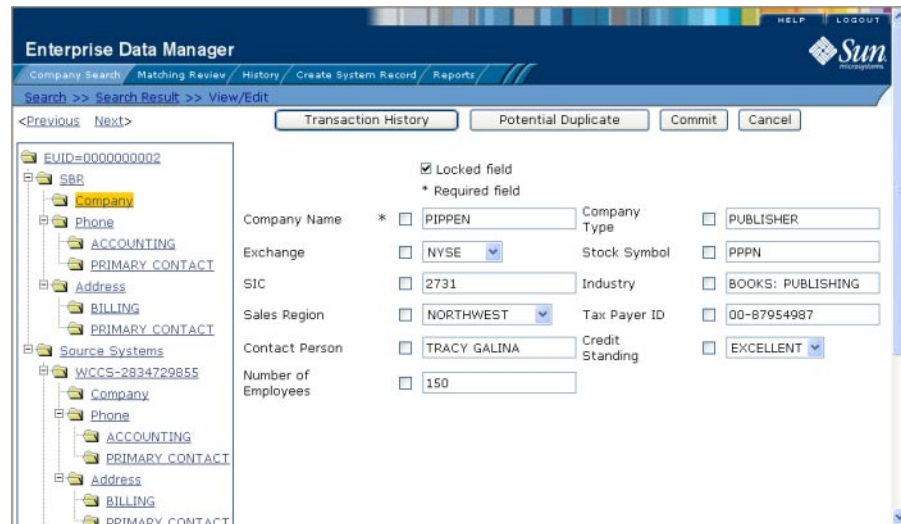 HELP LOGOUT
Enterprise Data Manager
Sun
microsystems
Company Search Matching Review History Create System Record Reports
Search >> Search Result >> View/Edit
<Previous Next> Transaction History Potential Duplicate Commit Cancel
EUID=0000000002
SBR
Company
Phone
ACCOUNTING
PRIMARY CONTACT
Address
BILLING
PRIMARY CONTACT
Source Systems
WCCS-2834729855
Company
Phone
ACCOUNTING
PRIMARY CONTACT
Address
BILLING
PRIMARY CONTACT
Locked field
* Required field
Company Name * PIPPEN Company Type PUBLISHER
Exchange NYSE Stock Symbol PPPN
SIC 2731 Industry BOOKS: PUBLISHING
Sales Region NORTHWEST Tax Payer ID 00-87954987
Contact Person TRACY GALINA Credit Standing EXCELLENT
Number of Employees 150